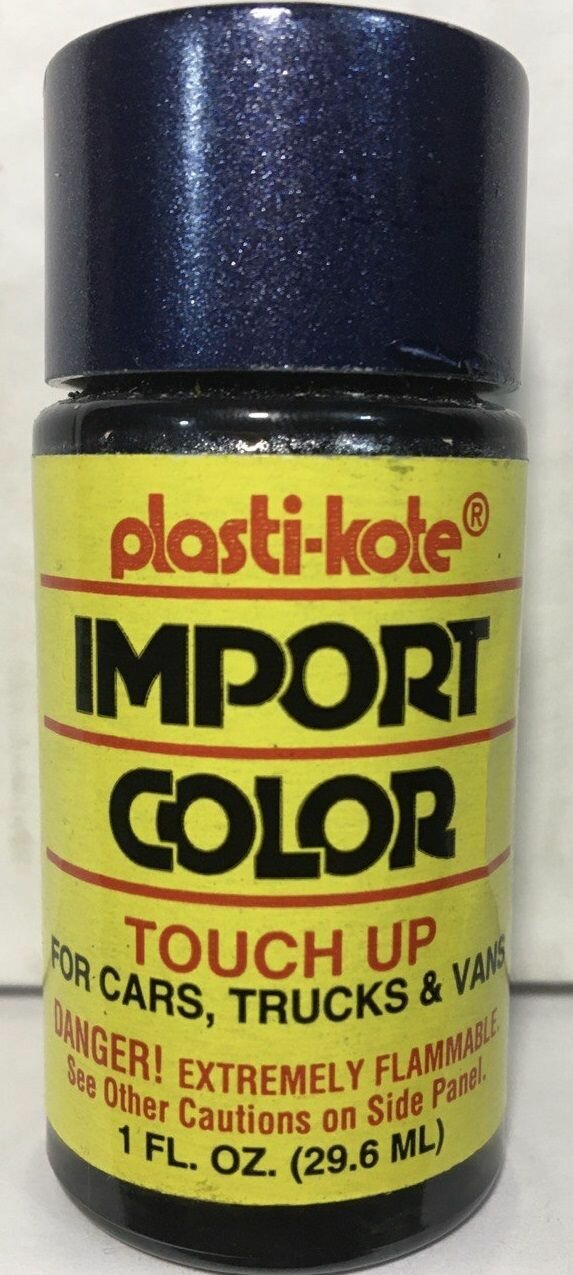 plasti-kote®
IMPORT
COLOR
TOUCH UP
FOR CARS, TRUCKS & VANS
DANGER! EXTREMELY FLAMMABLE.
See Other Cautions on Side Panel.
1 FL. OZ. (29.6 ML)